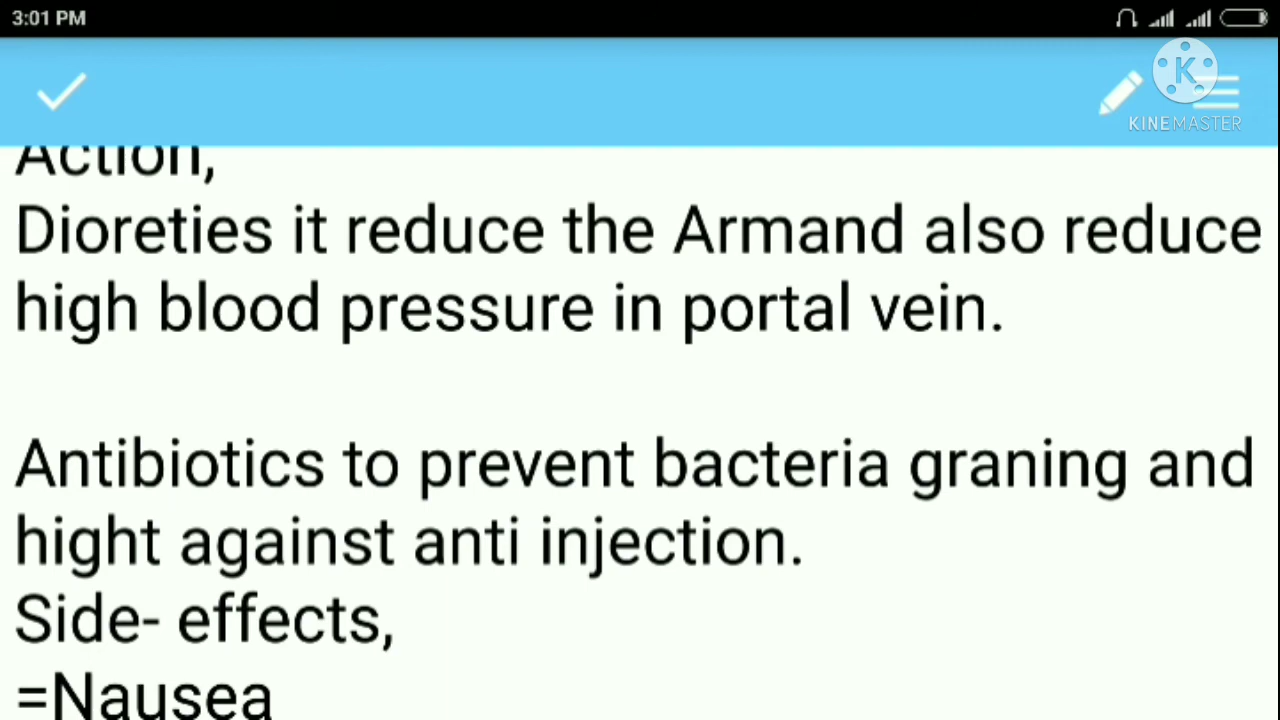 3:01 PM
K
KINEMASTER
Action,
Dioreties it reduce the Armand also reduce
high blood pressure in portal vein.
Antibiotics to prevent bacteria graning and
hight against anti injection.
Side- effects,
=Nausea